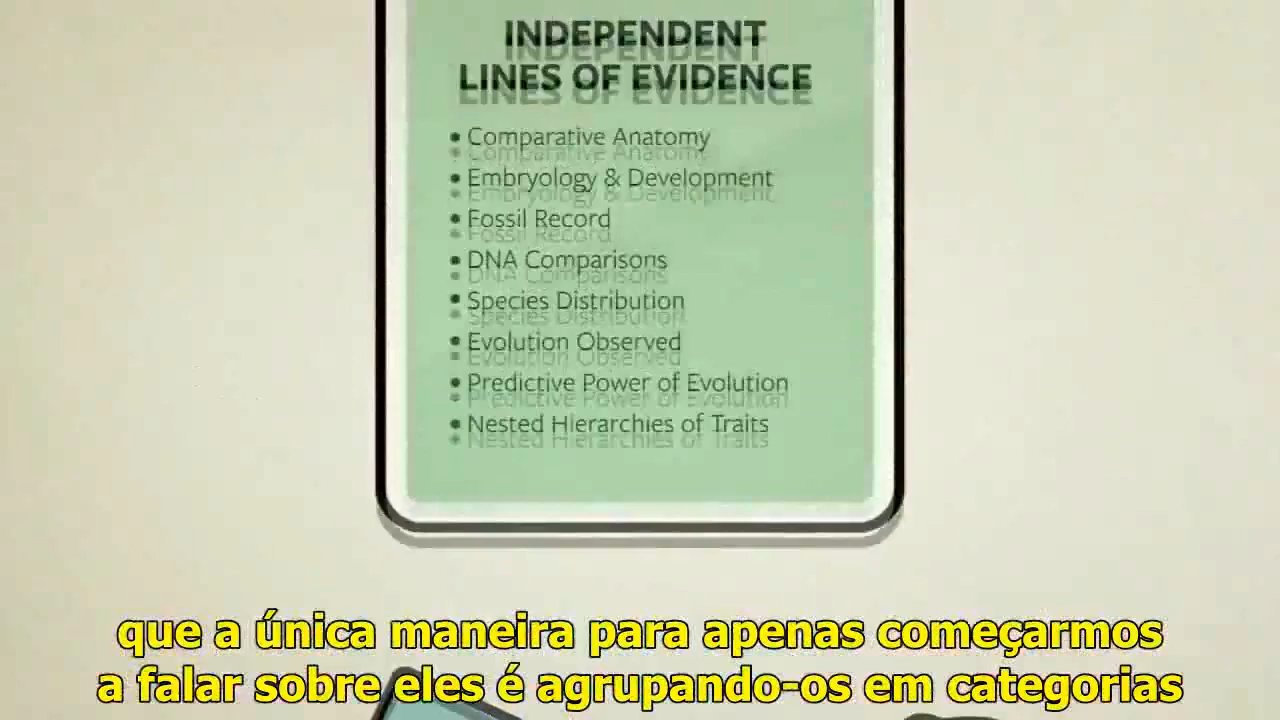 INDEPENDENT
LINES OF EVIDENCE
• Comparative Anatomy
• Embryology & Development
• Fossil Record
• DNA Comparisons
• Species Distribution
• Evolution Observed
• Predictive Power of Evolution
• Nested Hierarchies of Traits
que a única maneira para apenas começarmos
a falar sobre eles é agrupando-os em categorias